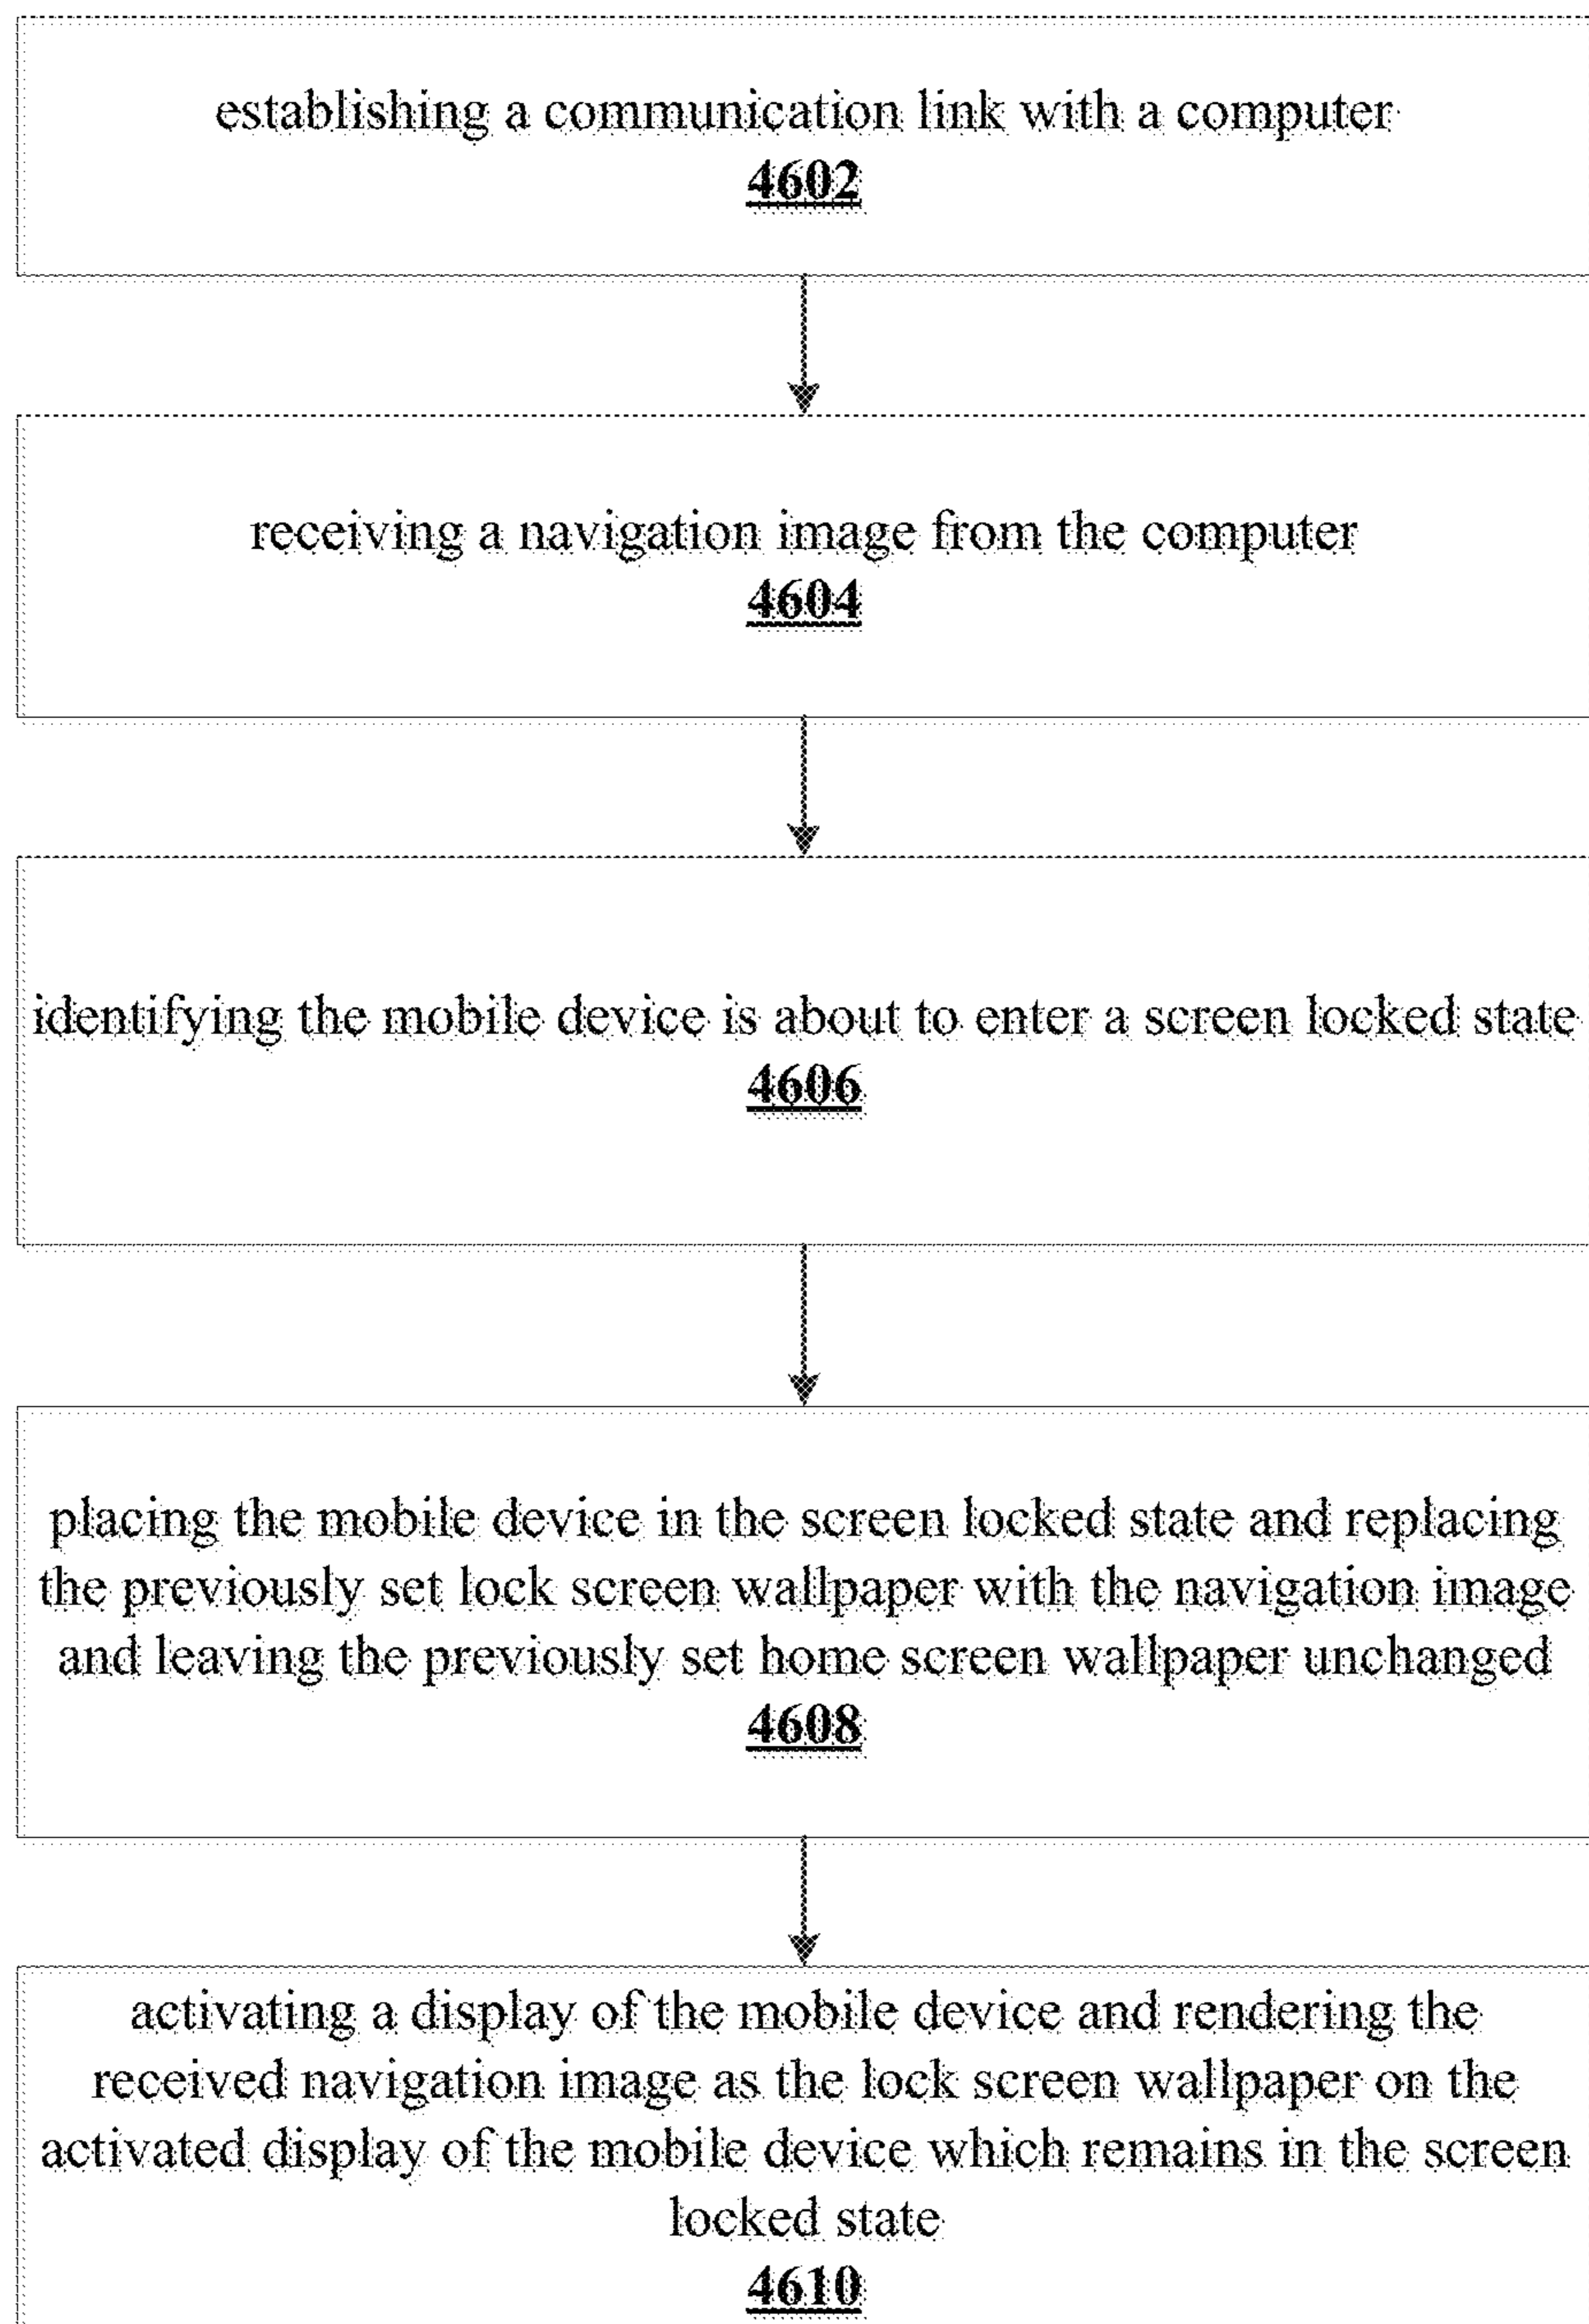 establishing a communication link with a computer
4602
receiving a navigation image from the computer
4604
identifying the mobile device is about to enter a screen locked state
4606
placing the mobile device in the screen locked state and replacing
the previously set lock screen wallpaper with the navigation image
and leaving the previously set home screen wallpaper unchanged
4608
activating a display of the mobile device and rendering the
received navigation image as the lock screen wallpaper on the
activated display of the mobile device which remains in the screen
locked state
4610